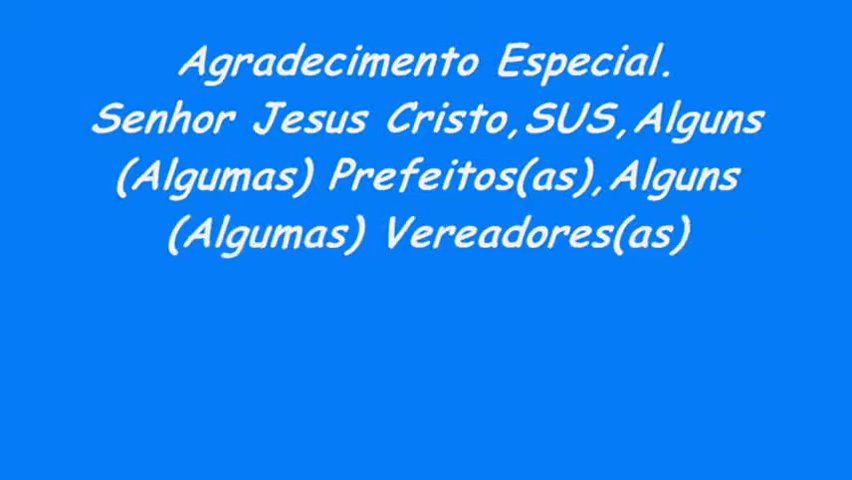 Agradecimento Especial.
Senhor Jesus Cristo,SUS,Alguns
(Algumas) Prefeitos(as),Alguns
(Algumas) Vereadores(as)